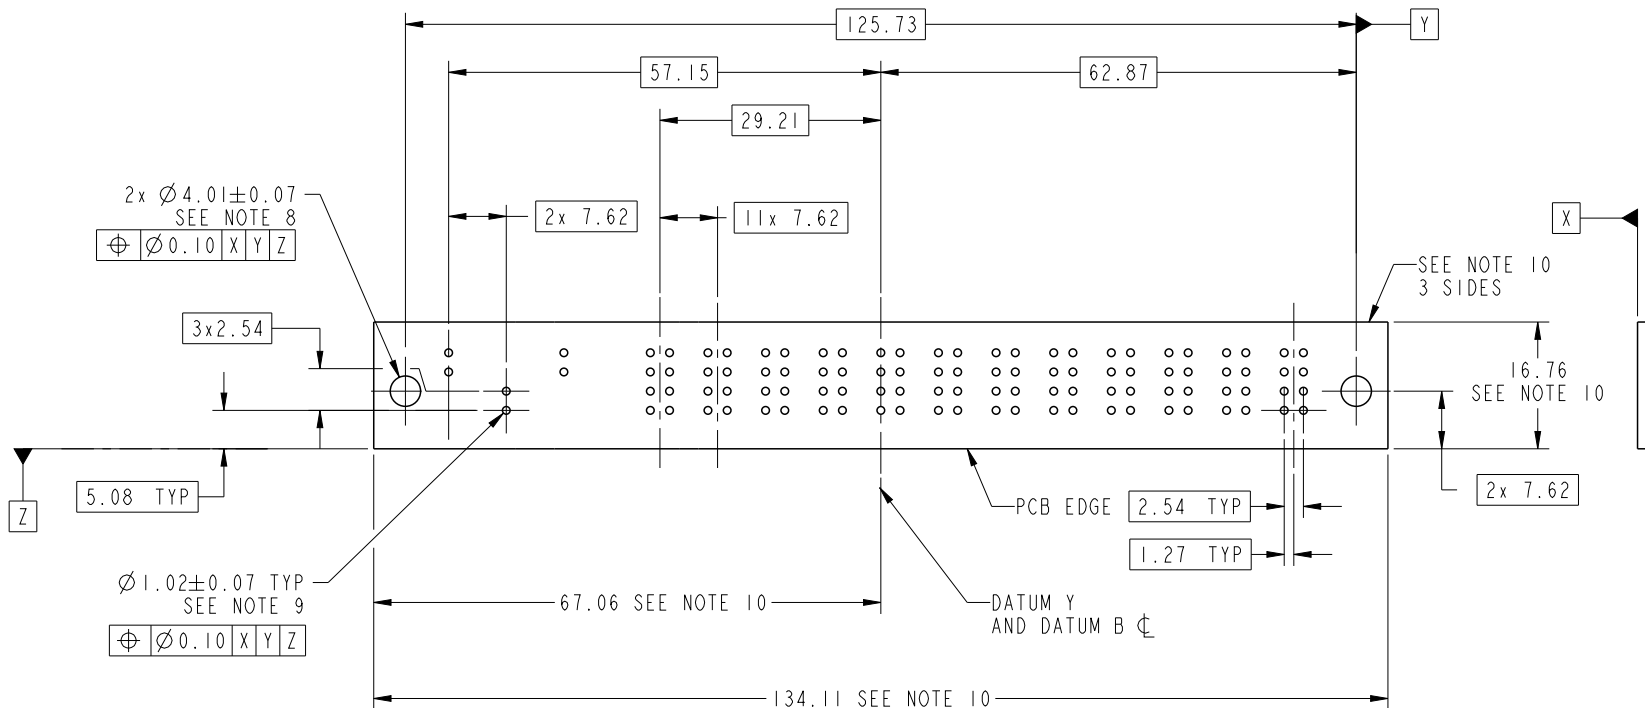 125.73
Y
57.15
62.87
29.21
2x Ø4.01±0.07
SEE NOTE 8
⌖ Ø0.10 X Y Z
2x 7.62
11x 7.62
X
SEE NOTE 10
3 SIDES
3x2.54
16.76
SEE NOTE 10
5.08 TYP
Z
PCB EDGE
2.54 TYP
2x 7.62
1.27 TYP
Ø1.02±0.07 TYP
SEE NOTE 9
⌖ Ø0.10 X Y Z
67.06 SEE NOTE 10
DATUM Y
AND DATUM B ℄
134.11 SEE NOTE 10